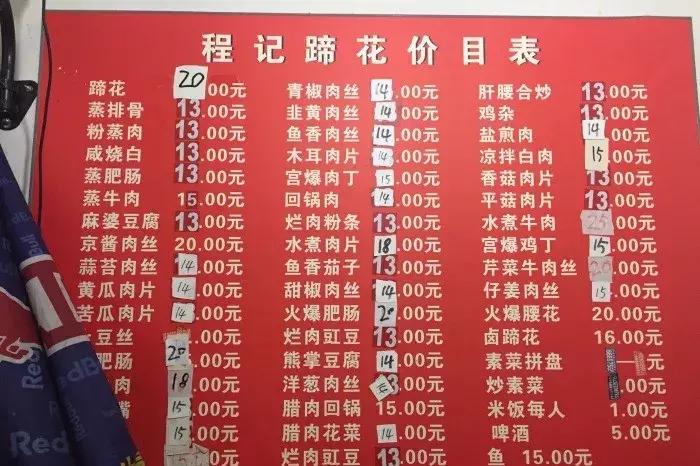 程记蹄花价目表
蹄花 20.00元 青椒肉丝 14.00元 肝腰合炒 13.00元
蒸排骨 13.00元 韭黄肉丝 14.00元 鸡杂 13.00元
粉蒸肉 13.00元 鱼香肉丝 14.00元 盐煎肉 14.00元
咸烧白 13.00元 木耳肉片 14.00元 凉拌白肉 15.00元
蒸肥肠 13.00元 宫爆肉丁 15.00元 香菇肉片 13.00元
蒸牛肉 15.00元 回锅肉 14.00元 平菇肉片 13.00元
麻婆豆腐 13.00元 烂肉粉条 13.00元 水煮牛肉 25.00元
京酱肉丝 20.00元 水煮肉片 18.00元 宫爆鸡丁 15.00元
蒜苔肉丝 14.00元 鱼香茄子 13.00元 芹菜牛肉丝 .00元
黄瓜肉片 14.00元 甜椒肉丝 14.00元 仔姜肉丝 15.00元
苦瓜肉片 14.00元 火爆肥肠 20.00元 火爆腰花 20.00元
豆丝 .00元 烂肉豇豆 13.00元 卤蹄花 16.00元
肥肠 20.00元 熊掌豆腐 14.00元 素菜拼盘 元
肉 18.00元 洋葱肉丝 .00元 炒素菜 .00元
15.00元 腊肉回锅 15.00元 米饭每人 1.00元
15.00元 腊肉花菜 14.00元 啤酒 5.00元
.00元 烂肉豇豆 13.00元 鱼 15.00元
RedBull